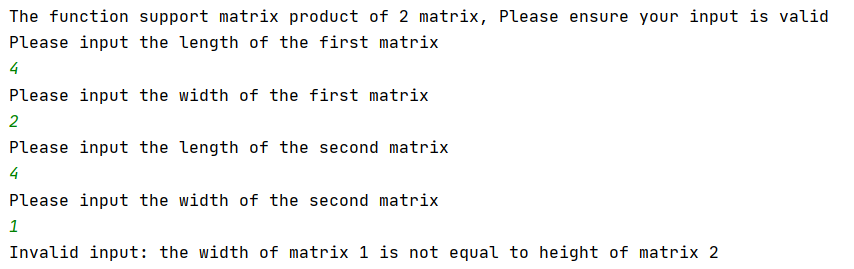 The function support matrix product of 2 matrix, Please ensure your input is valid
Please input the length of the first matrix
4
Please input the width of the first matrix
2
Please input the length of the second matrix
4
Please input the width of the second matrix
1
Invalid input: the width of matrix 1 is not equal to height of matrix 2